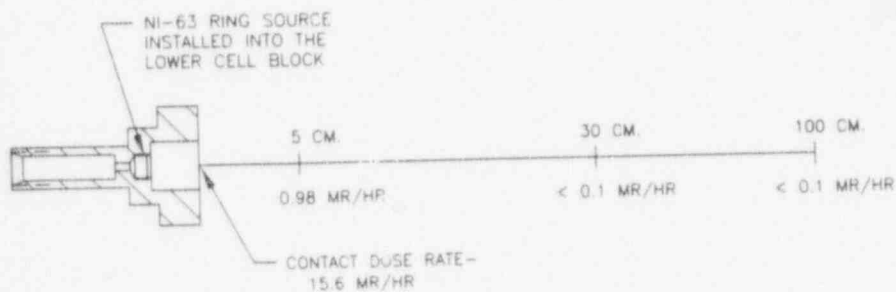 NI-63 RING SOURCE
INSTALLED INTO THE
LOWER CELL BLOCK
5 CM.
30 CM.
100 CM.
0.98 MR/HR
< 0.1 MR/HR
< 0.1 MR/HR
CONTACT DOSE RATE-
15.6 MR/HR